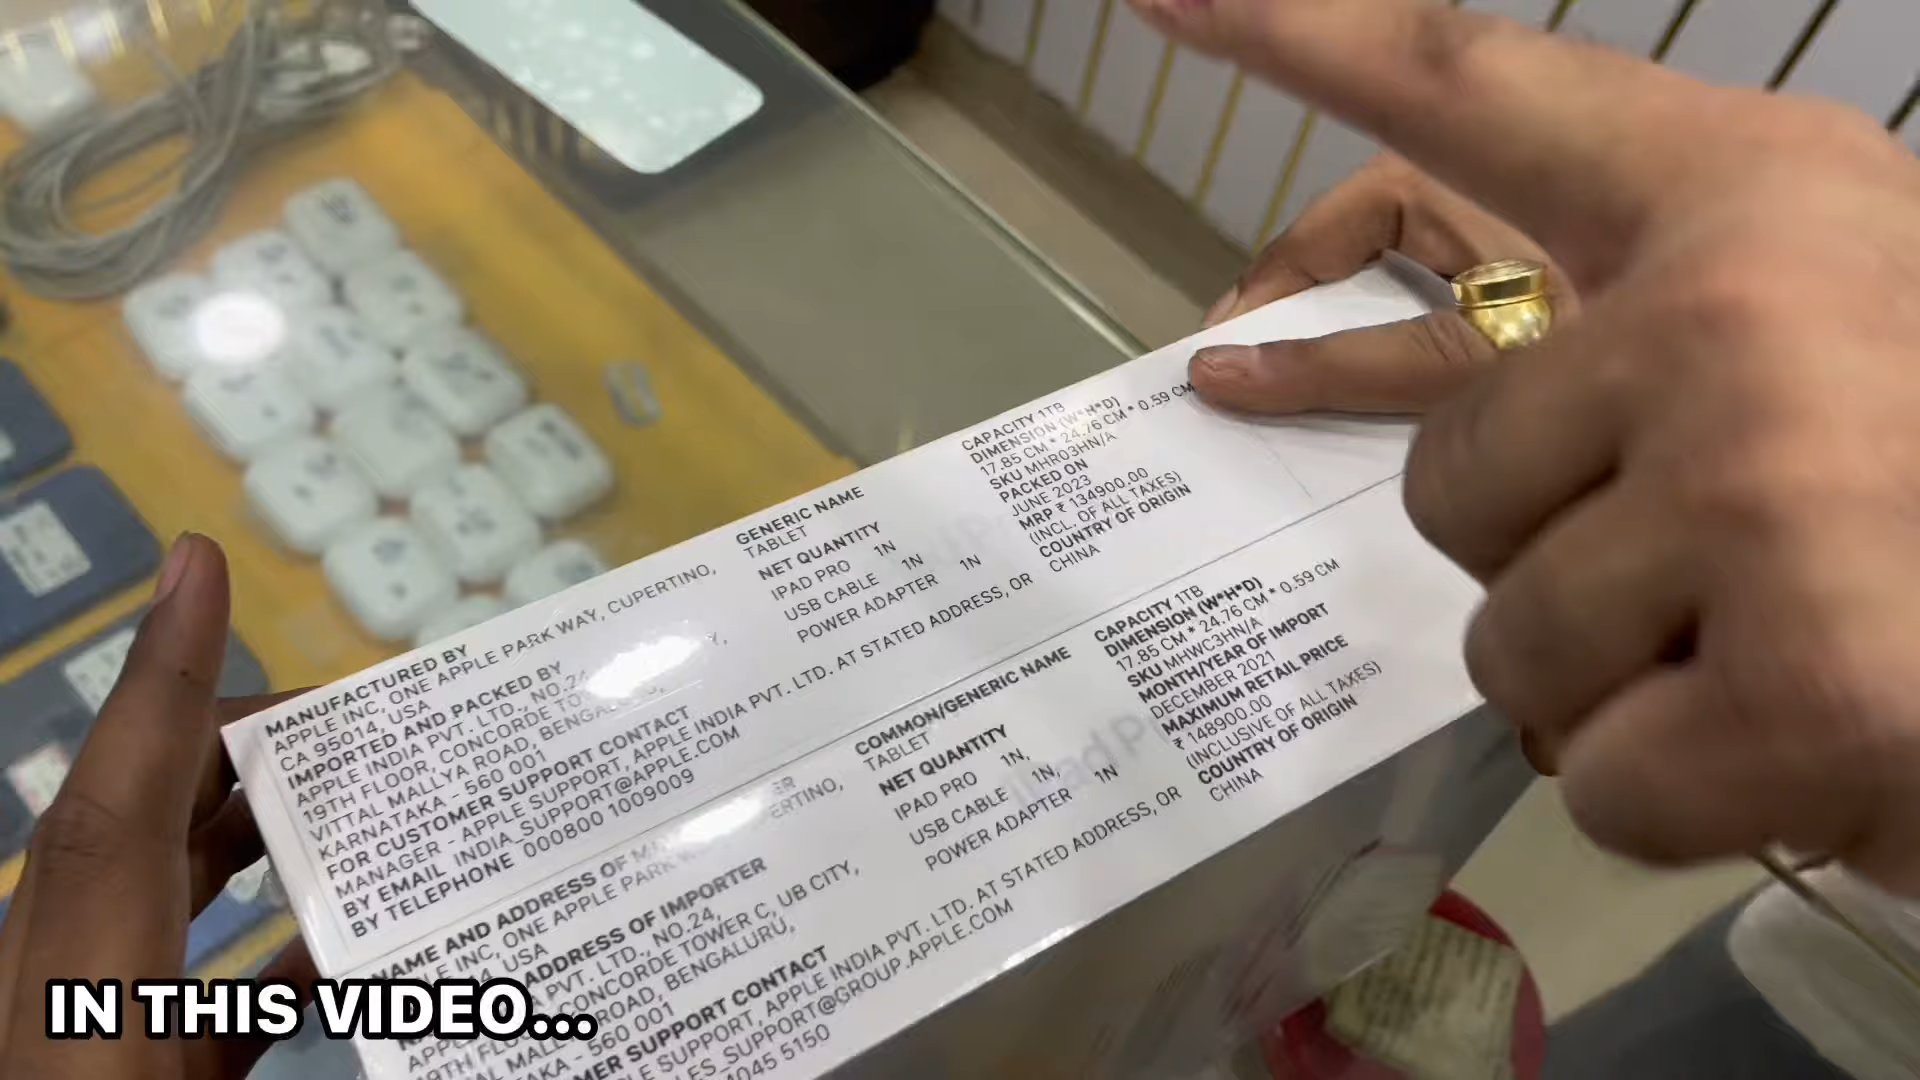 MANUFACTURED BY
APPLE INC, ONE APPLE PARK WAY, CUPERTINO,
CA 95014, USA
IMPORTED AND PACKED BY
APPLE INDIA PVT. LTD., NO.24,
19TH FLOOR, CONCORDE TO
VITTAL MALLYA ROAD, BENGALURU,
KARNATAKA - 560 001
FOR CUSTOMER SUPPORT CONTACT
MANAGER - APPLE SUPPORT, APPLE INDIA PVT. LTD. AT STATED ADDRESS, OR
BY EMAIL INDIA_SUPPORT@APPLE.COM
BY TELEPHONE 000800 1009009
GENERIC NAME
TABLET
NET QUANTITY
IPAD PRO 1N
USB CABLE 1N
POWER ADAPTER 1N
CAPACITY 1TB
DIMENSION (W*H*D)
17.85 CM * 24.76 CM * 0.59 CM
SKU MHR03HN/A
PACKED ON
JUNE 2023
MRP ₹ 134900.00
(INCL. OF ALL TAXES)
COUNTRY OF ORIGIN
CHINA
NAME AND ADDRESS OF
INC, ONE APPLE PARK ERTINO,
USA
ADDRESS OF IMPORTER
PVT. LTD., NO.24,
CONCORDE TOWER C, UB CITY,
ROAD, BENGALURU,
560 001
SUPPORT CONTACT
SUPPORT, APPLE INDIA PVT. LTD. AT STATED ADDRESS, OR
LES_SUPPORT@GROUP.APPLE.COM
4045 5150
COMMON/GENERIC NAME
TABLET
NET QUANTITY
IPAD PRO 1N,
USB CABLE 1N,
POWER ADAPTER 1N
CAPACITY 1TB
DIMENSION (W*H*D)
17.85 CM * 24.76 CM * 0.59 CM
SKU MHWC3HN/A
MONTH/YEAR OF IMPORT
DECEMBER 2021
MAXIMUM RETAIL PRICE
₹ 148900.00
(INCLUSIVE OF ALL TAXES)
COUNTRY OF ORIGIN
CHINA
IN THIS VIDEO...